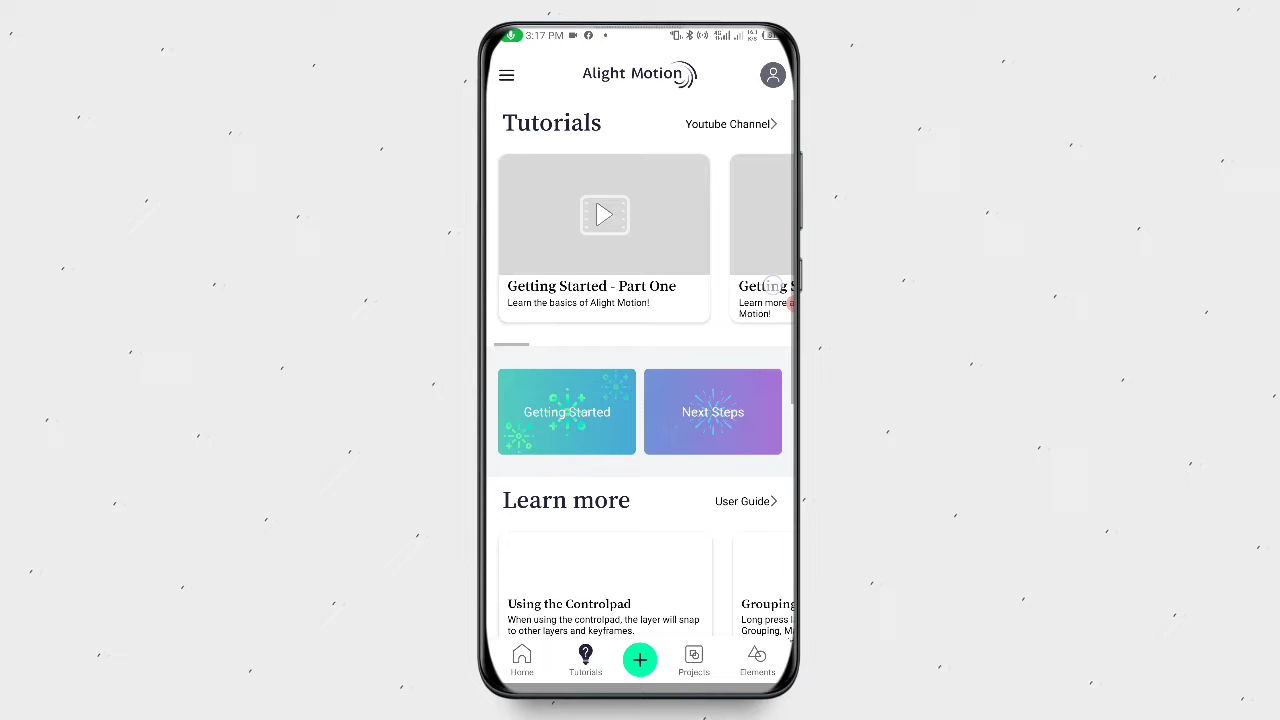 3:17 PM
Alight Motion
Tutorials
Youtube Channel
Getting Started - Part One
Learn the basics of Alight Motion!
Getting S
Learn more a
Motion!
Getting Started
Next Steps
Learn more
User Guide
Using the Controlpad
When using the controlpad, the layer will snap
to other layers and keyframes.
Grouping
Long press l
Grouping, M
Home
Tutorials
Projects
Elements